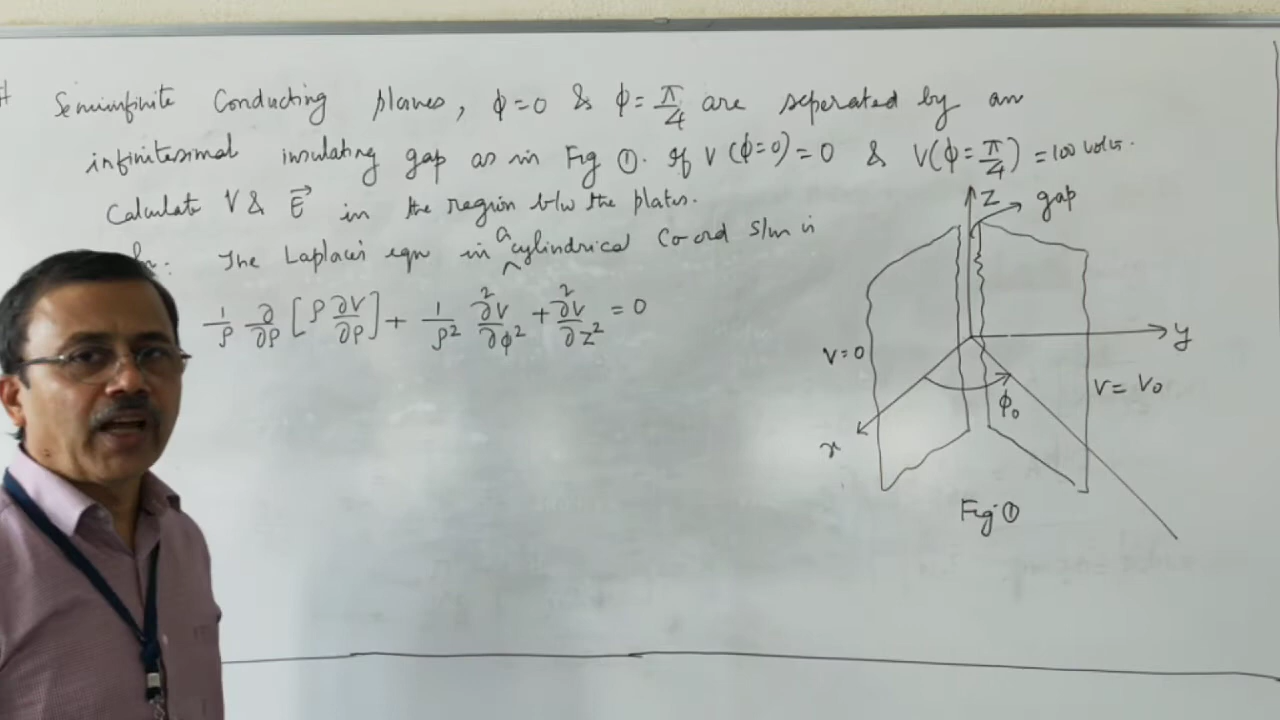 Semiinfinite Conducting planes, ϕ=0 & ϕ=π/4 are seperated by an
infinitesimal insulating gap as in Fig ①. If V(ϕ=0)=0 & V(ϕ=π/4)=100 volts.
Calculate V & E⃗ in the region b/w the plates.
The Laplace's eqn in a cylindrical Co ord S/m is
1/ρ ∂/∂ρ [ρ ∂V/∂ρ] + 1/ρ² ∂²V/∂ϕ² + ∂²V/∂z² = 0
z
gap
y
V=0
V= V₀
ϕ₀
x
Fig ①